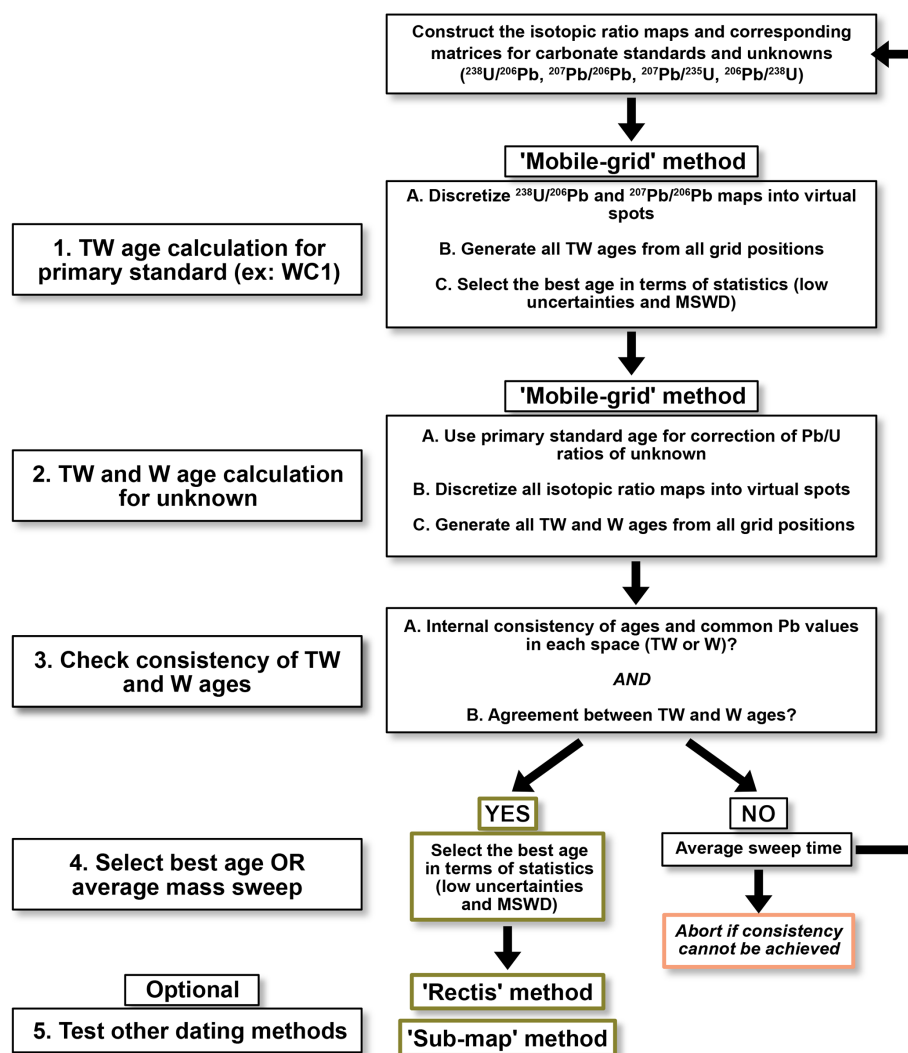 Construct the isotopic ratio maps and corresponding
matrices for carbonate standards and unknowns
(²³⁸U/²⁰⁶Pb, ²⁰⁷Pb/²⁰⁶Pb, ²⁰⁷Pb/²³⁵U, ²⁰⁶Pb/²³⁸U)
1. TW age calculation for
primary standard (ex: WC1)
'Mobile-grid' method
A. Discretize ²³⁸U/²⁰⁶Pb and ²⁰⁷Pb/²⁰⁶Pb maps into virtual
spots
B. Generate all TW ages from all grid positions
C. Select the best age in terms of statistics (low
uncertainties and MSWD)
2. TW and W age calculation
for unknown
'Mobile-grid' method
A. Use primary standard age for correction of Pb/U
ratios of unknown
B. Discretize all isotopic ratio maps into virtual spots
C. Generate all TW and W ages from all grid positions
3. Check consistency of TW
and W ages
A. Internal consistency of ages and common Pb values
in each space (TW or W)?
AND
B. Agreement between TW and W ages?
4. Select best age OR
average mass sweep
YES
Select the best age
in terms of statistics
(low uncertainties
and MSWD)
NO
Average sweep time
Abort if consistency
cannot be achieved
Optional
5. Test other dating methods
'Rectis' method
'Sub-map' method